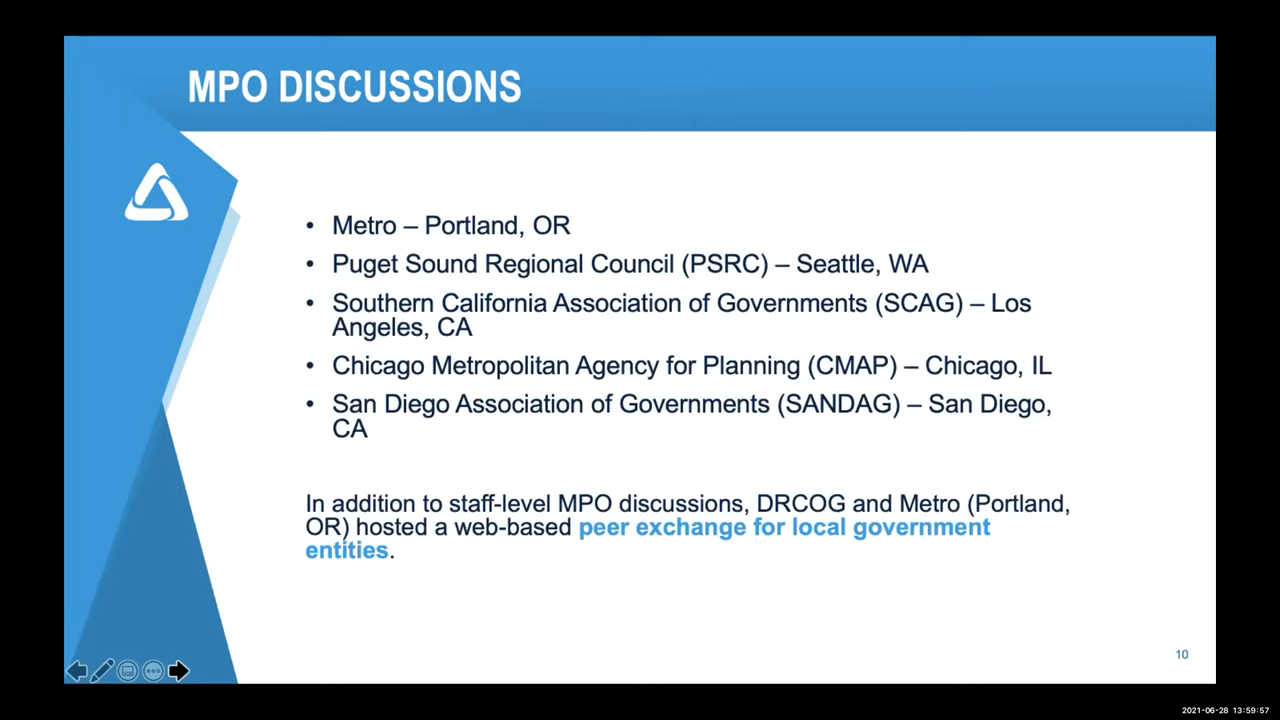 MPO DISCUSSIONS
• Metro – Portland, OR
• Puget Sound Regional Council (PSRC) – Seattle, WA
• Southern California Association of Governments (SCAG) – Los
Angeles, CA
• Chicago Metropolitan Agency for Planning (CMAP) – Chicago, IL
• San Diego Association of Governments (SANDAG) – San Diego,
CA
In addition to staff-level MPO discussions, DRCOG and Metro (Portland,
OR) hosted a web-based peer exchange for local government
entities.
10
2021-06-28 13:59:57